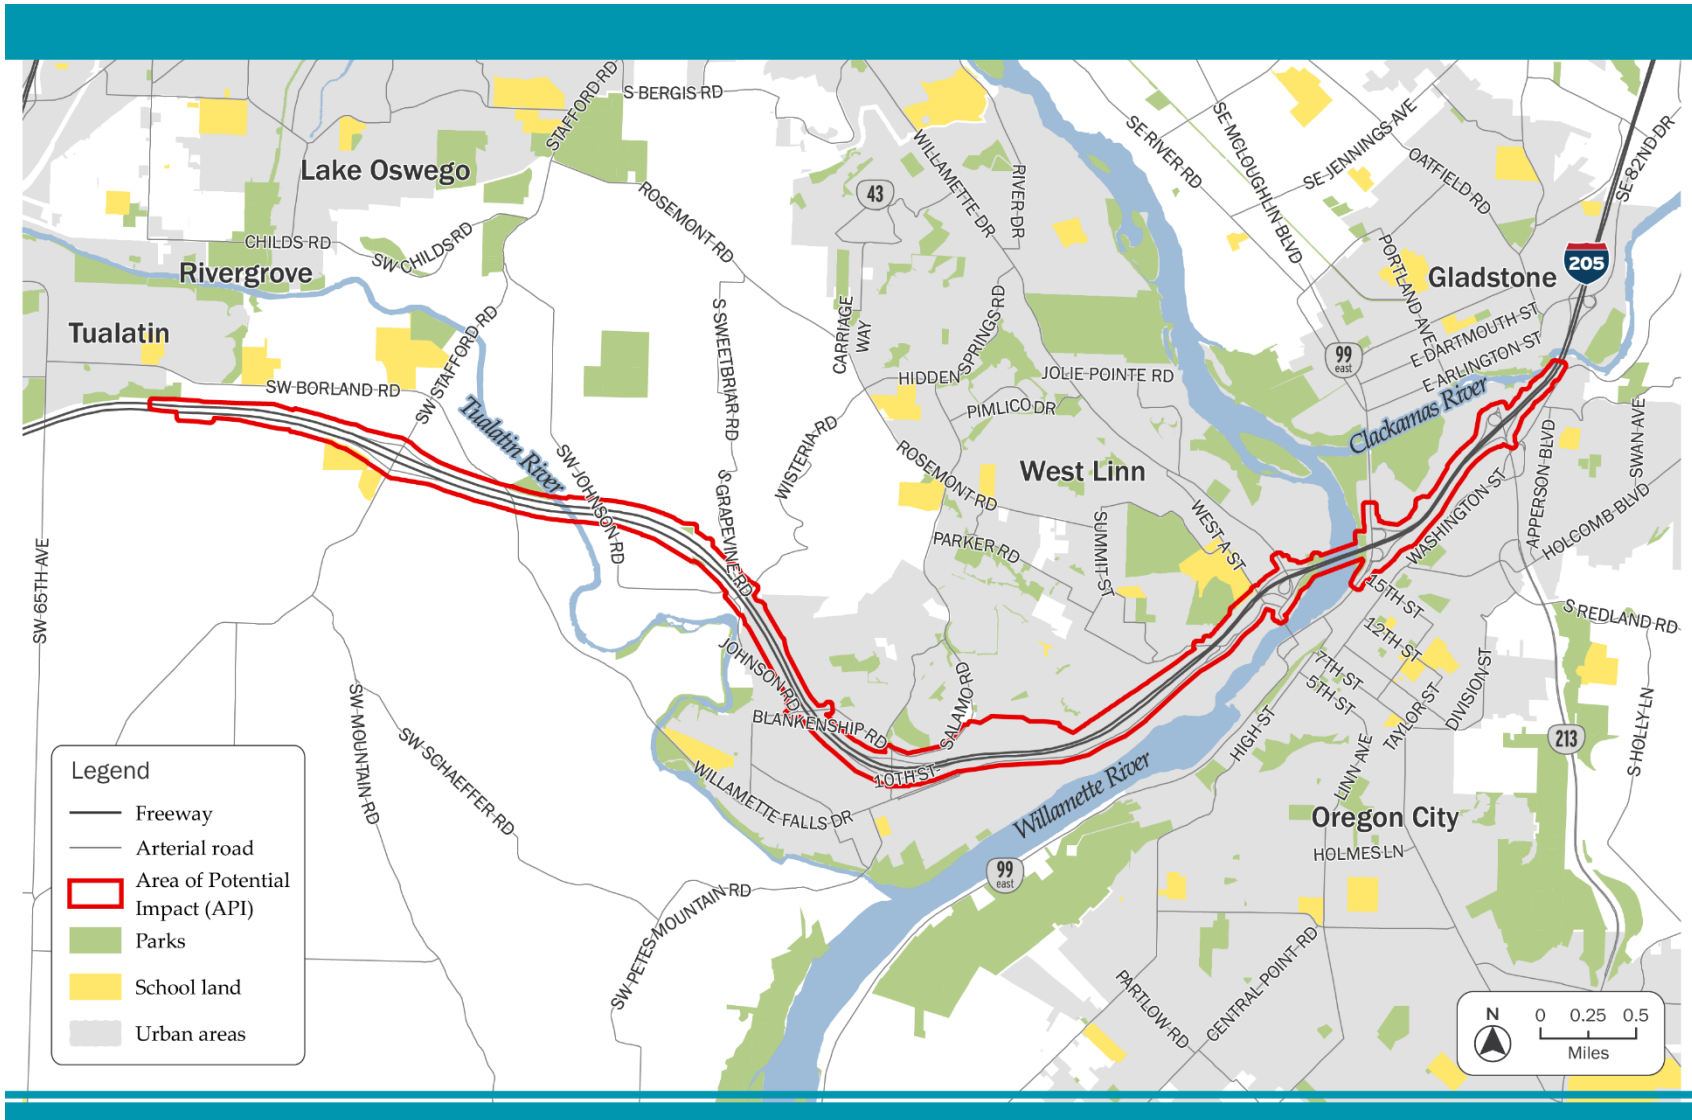 S BERGIS RD
STAFFORD RD
Lake Oswego
ROSEMONT RD
CHILDS RD
SW CHILDS RD
Rivergrove
Tualatin
SW BORLAND RD
SW STAFFORD RD
Tualatin River
SW JOHNSON RD
S SWEETBRIAR RD
S GRAPEVINE RD
WISTERIA RD
CARRIAGE
WAY
43
WILLAMETTE DR
RIVER DR
HIDDEN SPRINGS RD
JOLIE POINTE RD
PIMLICO DR
ROSEMONT RD
West Linn
PARKER RD
SUMMIT ST
WEST A ST
SE RIVER RD
SE MCLOUGHLIN BLVD
SE JENNINGS AVE
OATFIELD RD
SE 82ND DR
PORTLAND AVE
Gladstone
205
E DARTMOUTH ST
E ARLINGTON ST
99
east
Clackamas River
SWAN AVE
APPERSON BLVD
HOLCOMB BLVD
WASHINGTON ST
15TH ST
12TH ST
7TH ST
5TH ST
TAYLOR ST
DIVISION ST
S REDLAND RD
S HOLLY LN
213
HIGH ST
LINN AVE
Oregon City
HOLMES LN
SW 65TH AVE
JOHNSON RD
BLANKENSHIP RD
SALAMO RD
10TH ST
WILLAMETTE FALLS DR
Willamette River
99
east
SW MOUNTAIN RD
SW SCHAEFFER RD
SW PETES MOUNTAIN RD
PARTLOW RD
CENTRAL POINT RD
Legend
Freeway
Arterial road
Area of Potential
Impact (API)
Parks
School land
Urban areas
N
0 0.25 0.5
Miles